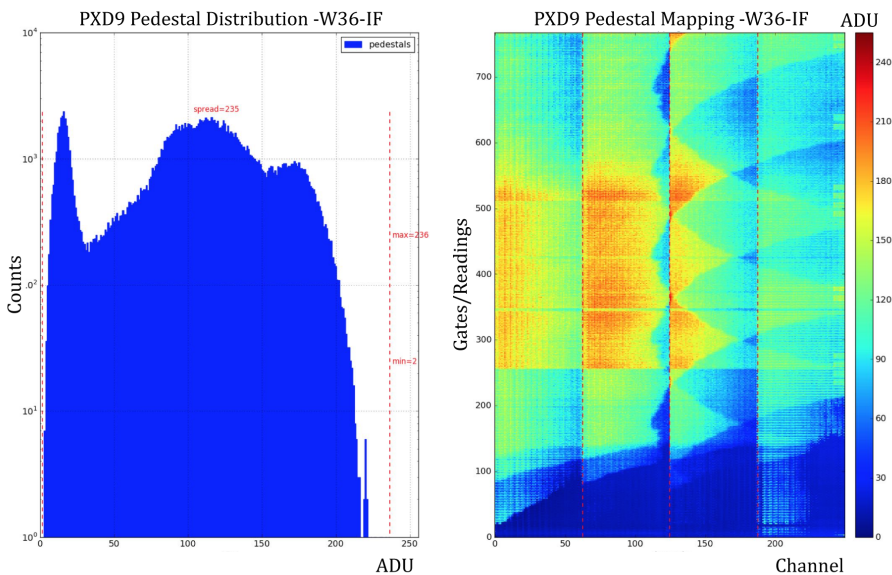 PXD9 Pedestal Distribution -W36-IF
10^4
10^3
10^2
10^1
10^0
Counts
pedestals
spread=235
max=236
min=2
0 50 100 150 200 250
ADU
PXD9 Pedestal Mapping -W36-IF
ADU
700
600
500
400
300
200
100
0
Gates/Readings
0 50 100 150 200
Channel
240
210
180
150
120
90
60
30
0